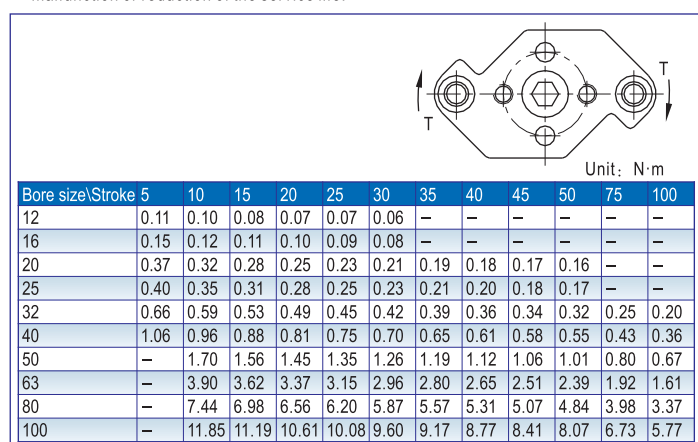 malfunction or reduction of the service life.
T
T
Unit: N·m
Bore size\Stroke 5 10 15 20 25 30 35 40 45 50 75 100
12 0.11 0.10 0.08 0.07 0.07 0.06 – – – – – –
16 0.15 0.12 0.11 0.10 0.09 0.08 – – – – – –
20 0.37 0.32 0.28 0.25 0.23 0.21 0.19 0.18 0.17 0.16 – –
25 0.40 0.35 0.31 0.28 0.25 0.23 0.21 0.20 0.18 0.17 – –
32 0.66 0.59 0.53 0.49 0.45 0.42 0.39 0.36 0.34 0.32 0.25 0.20
40 1.06 0.96 0.88 0.81 0.75 0.70 0.65 0.61 0.58 0.55 0.43 0.36
50 – 1.70 1.56 1.45 1.35 1.26 1.19 1.12 1.06 1.01 0.80 0.67
63 – 3.90 3.62 3.37 3.15 2.96 2.80 2.65 2.51 2.39 1.92 1.61
80 – 7.44 6.98 6.56 6.20 5.87 5.57 5.31 5.07 4.84 3.98 3.37
100 – 11.85 11.19 10.61 10.08 9.60 9.17 8.77 8.41 8.07 6.73 5.77